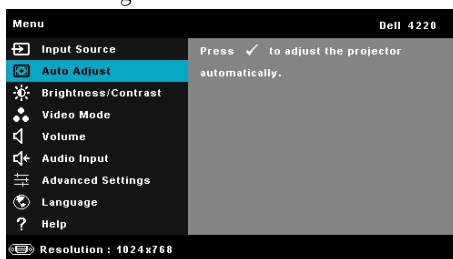 Menu
Dell 4220
Input Source
Auto Adjust
Brightness/Contrast
Video Mode
Volume
Audio Input
Advanced Settings
Language
? Help
Press ✓ to adjust the projector
automatically.
Resolution : 1024x768